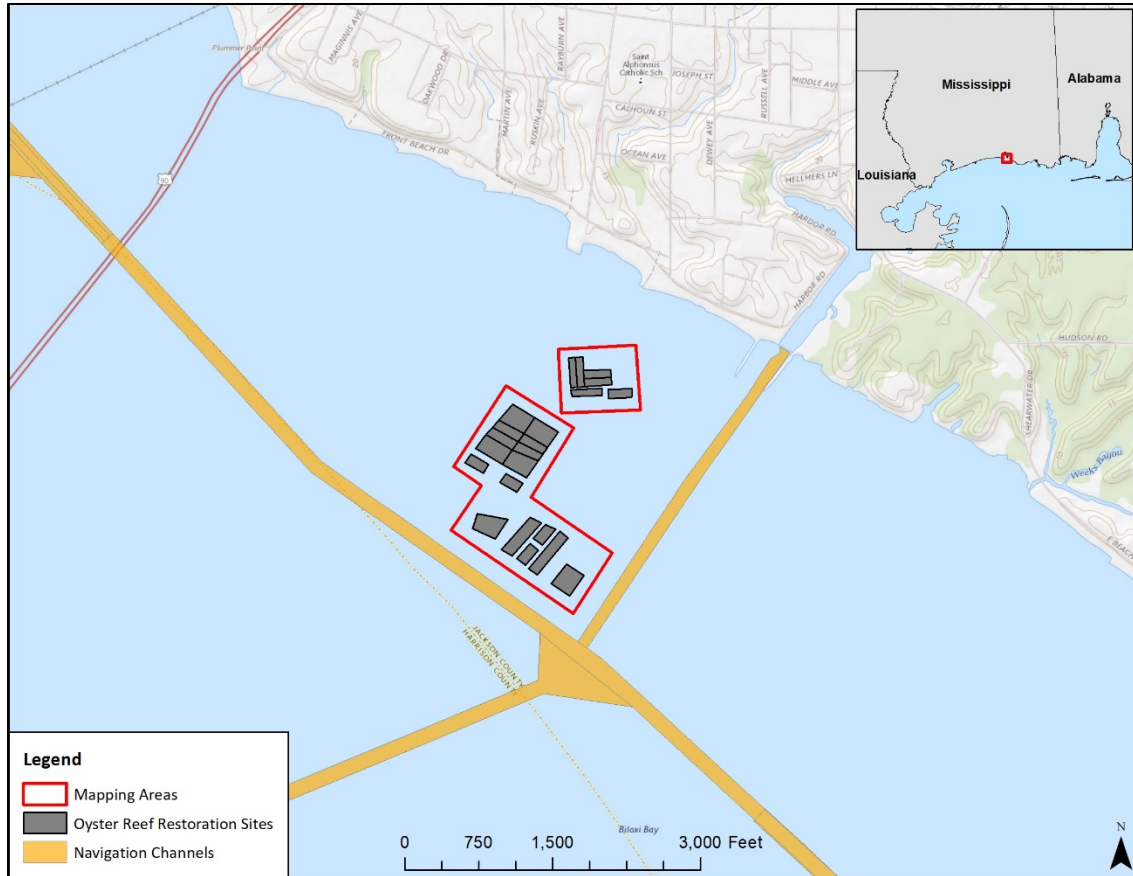 Plummer Point
MAGINNIS AVE
OAKWOOD DR
MARTIN AVE
RUSKIN AVE
RAYBURN AVE
Saint
Alphonsus
Catholic Sch
JOSEPH ST
CALHOUN ST
RUSSELL AVE
MIDDLE AVE
DEWEY AVE
OCEAN AVE
HELLMERS LN
FRONT BEACH DR
HARBOR RD
HARBOR RD
20
20
90
HUDSON RD
SHEARWATER DR
Weeks Bayou
E BEACH
Mississippi
Alabama
Louisiana
JACKSON COUNTY
HARRISON COUNTY
Biloxi Bay
Legend
Mapping Areas
Oyster Reef Restoration Sites
Navigation Channels
0 750 1,500 3,000 Feet
N